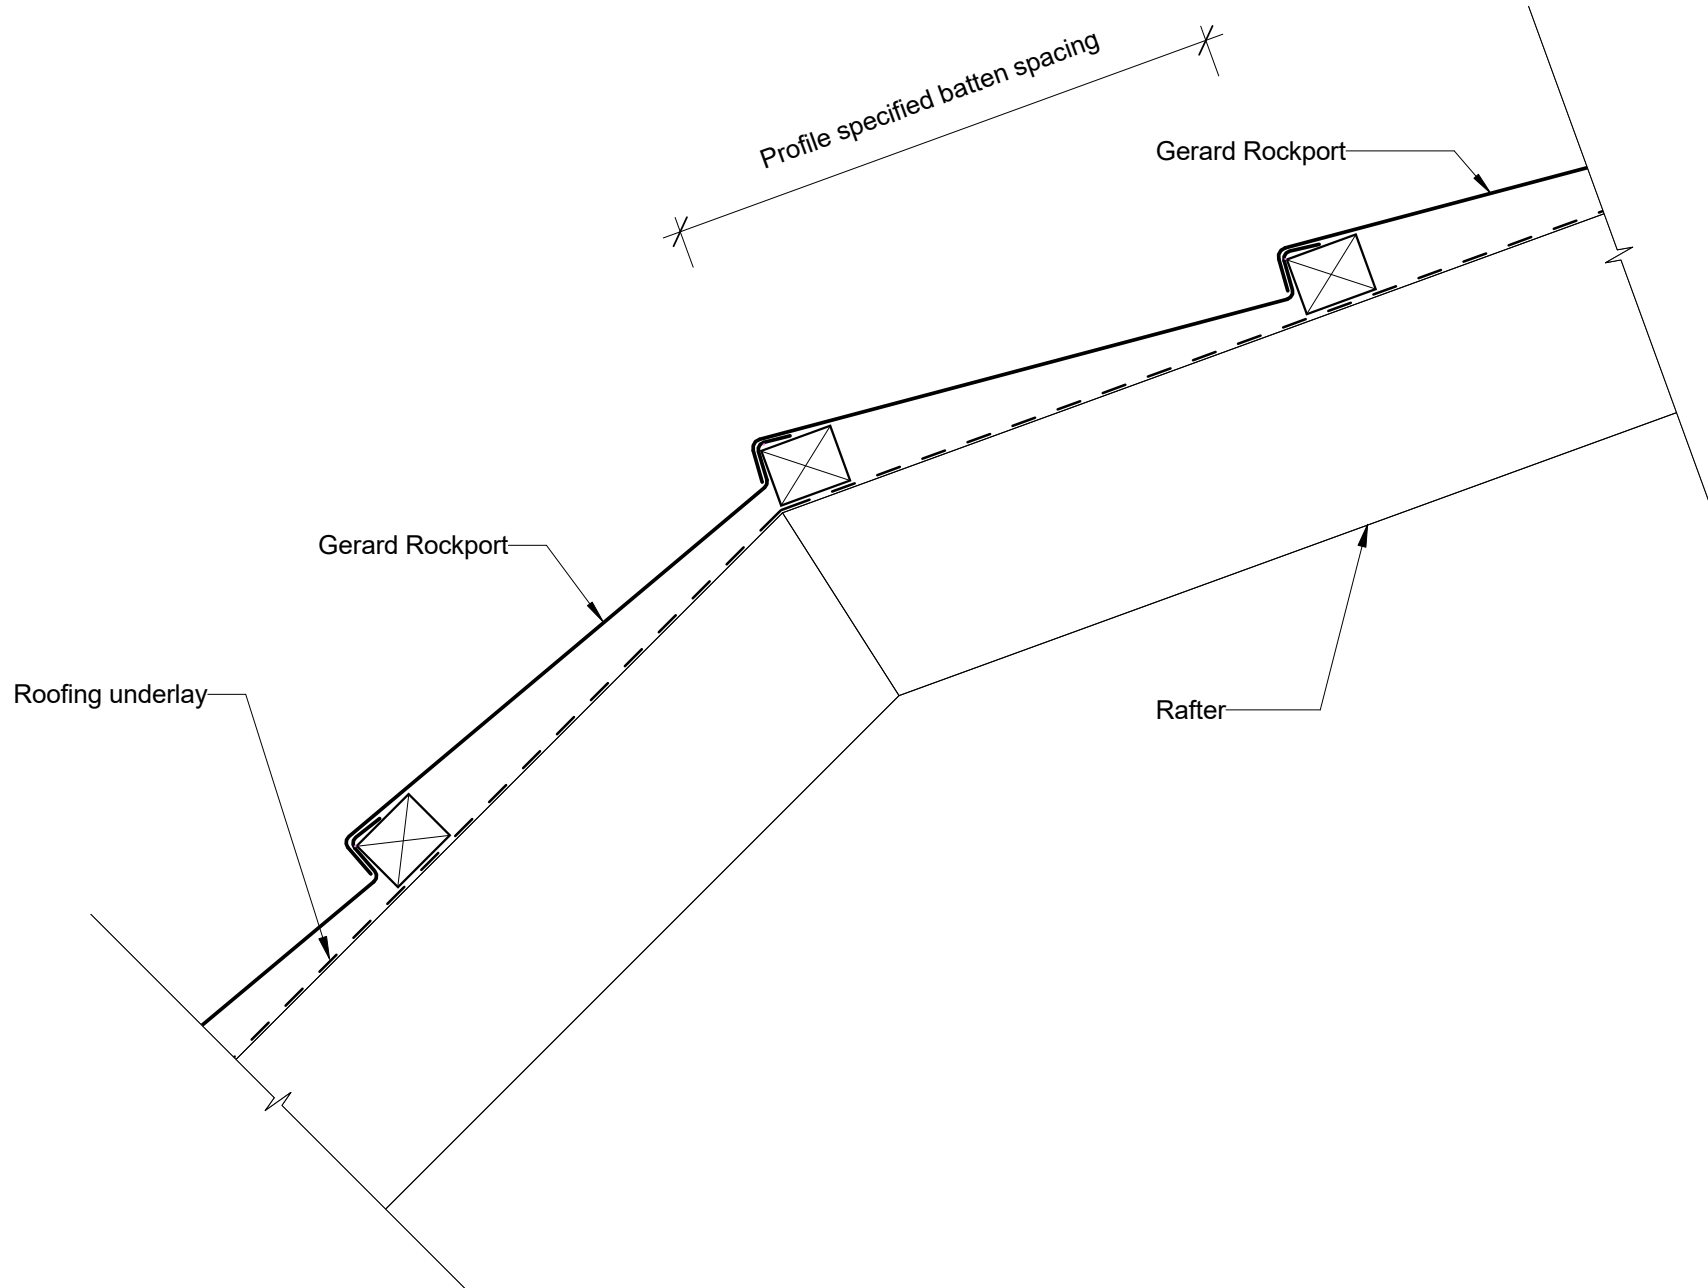 Profile specified batten spacing
Gerard Rockport
Gerard Rockport
Roofing underlay
Rafter